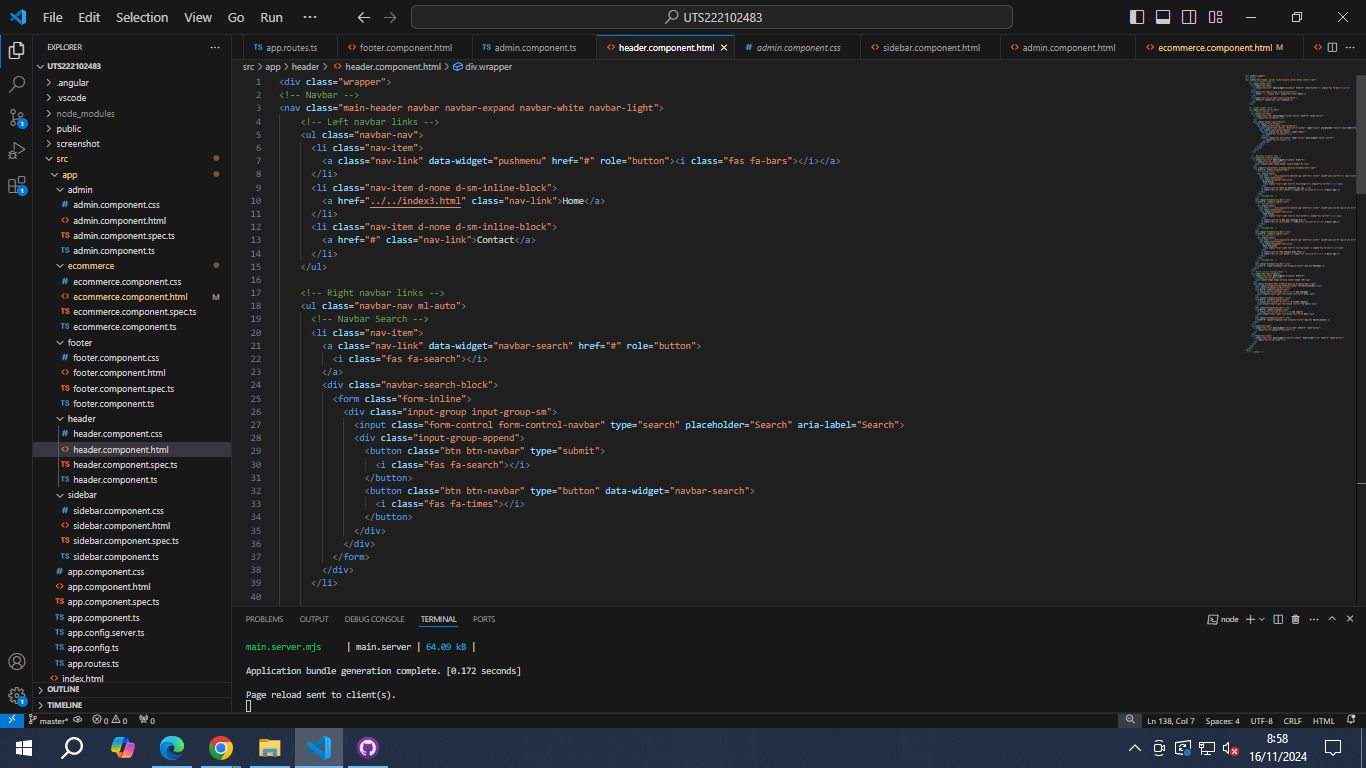 File Edit Selection View Go Run ··· UTS222102483
EXPLORER ···
UTS222102483
.angular
.vscode
node_modules
public
screenshot
src
app
admin
# admin.component.css
<> admin.component.html
TS admin.component.spec.ts
TS admin.component.ts
ecommerce
# ecommerce.component.css
<> ecommerce.component.html M
TS ecommerce.component.spec.ts
TS ecommerce.component.ts
footer
# footer.component.css
<> footer.component.html
TS footer.component.spec.ts
TS footer.component.ts
header
# header.component.css
<> header.component.html
TS header.component.spec.ts
TS header.component.ts
sidebar
# sidebar.component.css
<> sidebar.component.html
TS sidebar.component.spec.ts
TS sidebar.component.ts
# app.component.css
<> app.component.html
TS app.component.spec.ts
TS app.component.ts
TS app.config.server.ts
TS app.config.ts
TS app.routes.ts
<> index.html
OUTLINE
TIMELINE
TS app.routes.ts <> footer.component.html TS admin.component.ts <> header.component.html # admin.component.css <> sidebar.component.html <> admin.component.html <> ecommerce.component.html M
src > app > header > <> header.component.html > div.wrapper
1 <div class="wrapper">
2 <!-- Navbar -->
3 <nav class="main-header navbar navbar-expand navbar-white navbar-light">
4 <!-- Left navbar links -->
5 <ul class="navbar-nav">
6 <li class="nav-item">
7 <a class="nav-link" data-widget="pushmenu" href="#" role="button"><i class="fas fa-bars"></i></a>
8 </li>
9 <li class="nav-item d-none d-sm-inline-block">
10 <a href="../../index3.html" class="nav-link">Home</a>
11 </li>
12 <li class="nav-item d-none d-sm-inline-block">
13 <a href="#" class="nav-link">Contact</a>
14 </li>
15 </ul>
16
17 <!-- Right navbar links -->
18 <ul class="navbar-nav ml-auto">
19 <!-- Navbar Search -->
20 <li class="nav-item">
21 <a class="nav-link" data-widget="navbar-search" href="#" role="button">
22 <i class="fas fa-search"></i>
23 </a>
24 <div class="navbar-search-block">
25 <form class="form-inline">
26 <div class="input-group input-group-sm">
27 <input class="form-control form-control-navbar" type="search" placeholder="Search" aria-label="Search">
28 <div class="input-group-append">
29 <button class="btn btn-navbar" type="submit">
30 <i class="fas fa-search"></i>
31 </button>
32 <button class="btn btn-navbar" type="button" data-widget="navbar-search">
33 <i class="fas fa-times"></i>
34 </button>
35 </div>
36 </div>
37 </form>
38 </div>
39 </li>
40
PROBLEMS OUTPUT DEBUG CONSOLE TERMINAL PORTS node
main.server.mjs | main.server | 64.09 kB |
Application bundle generation complete. [0.172 seconds]
Page reload sent to client(s).
master* 0 0 0 Ln 138, Col 7 Spaces: 4 UTF-8 CRLF HTML
8:58
16/11/2024